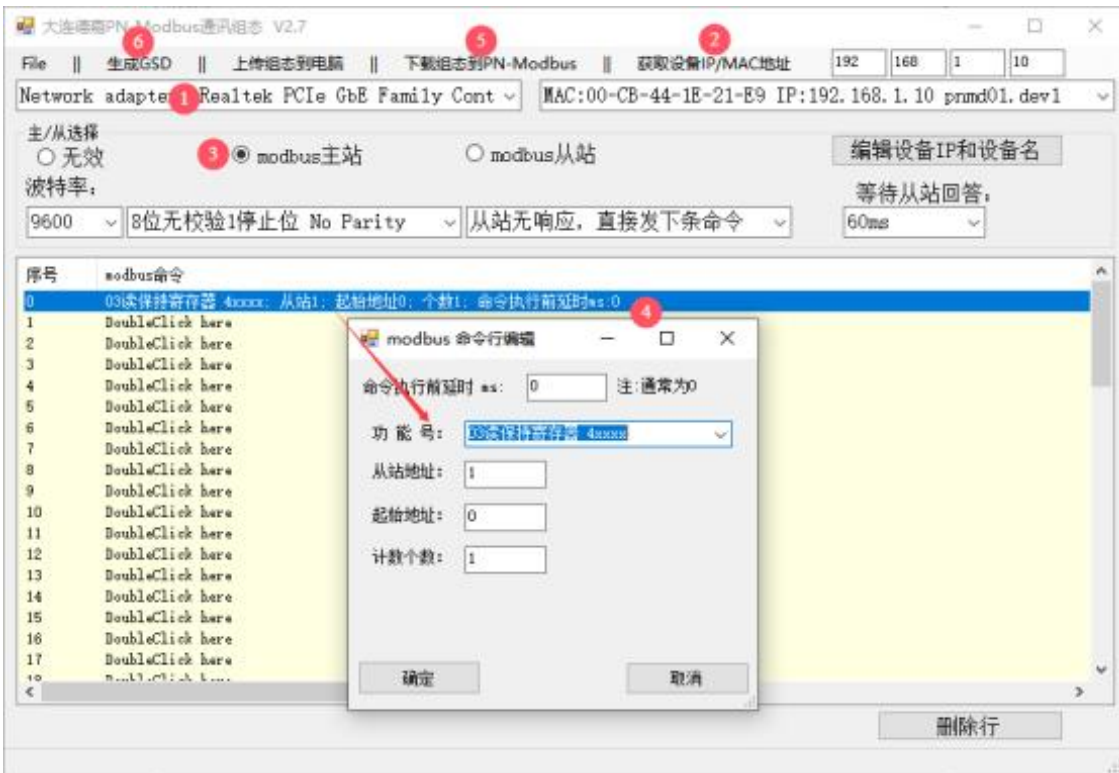 大连德嘉PN-Modbus通讯组态 V2.7
6 5 2
File || 生成GSD || 上传组态到电脑 || 下载组态到PN-Modbus || 获取设备IP/MAC地址 192 168 1 10
Network adapte 1 Realtek PCIe GbE Family Cont MAC:00-CB-44-1E-21-E9 IP:192.168.1.10 pnmd01.dev1
主/从选择
无效 3 modbus主站 modbus从站 编辑设备IP和设备名
波特率: 等待从站回答:
9600 8位无校验1停止位 No Parity 从站无响应，直接发下条命令 60ms
序号 modbus命令
0 03读保持寄存器 4xxxx; 从站1; 起始地址0; 个数1; 命令执行前延时ms:0
1 DoubleClick here
2 DoubleClick here
3 DoubleClick here
4 DoubleClick here
5 DoubleClick here
6 DoubleClick here
7 DoubleClick here
8 DoubleClick here
9 DoubleClick here
10 DoubleClick here
11 DoubleClick here
12 DoubleClick here
13 DoubleClick here
14 DoubleClick here
15 DoubleClick here
16 DoubleClick here
17 DoubleClick here
4
modbus 命令行编辑
命令执行前延时 ms: 0 注:通常为0
功 能 号: 03读保持寄存器 4xxxx
从站地址: 1
起始地址: 0
计数个数: 1
确定 取消
删除行